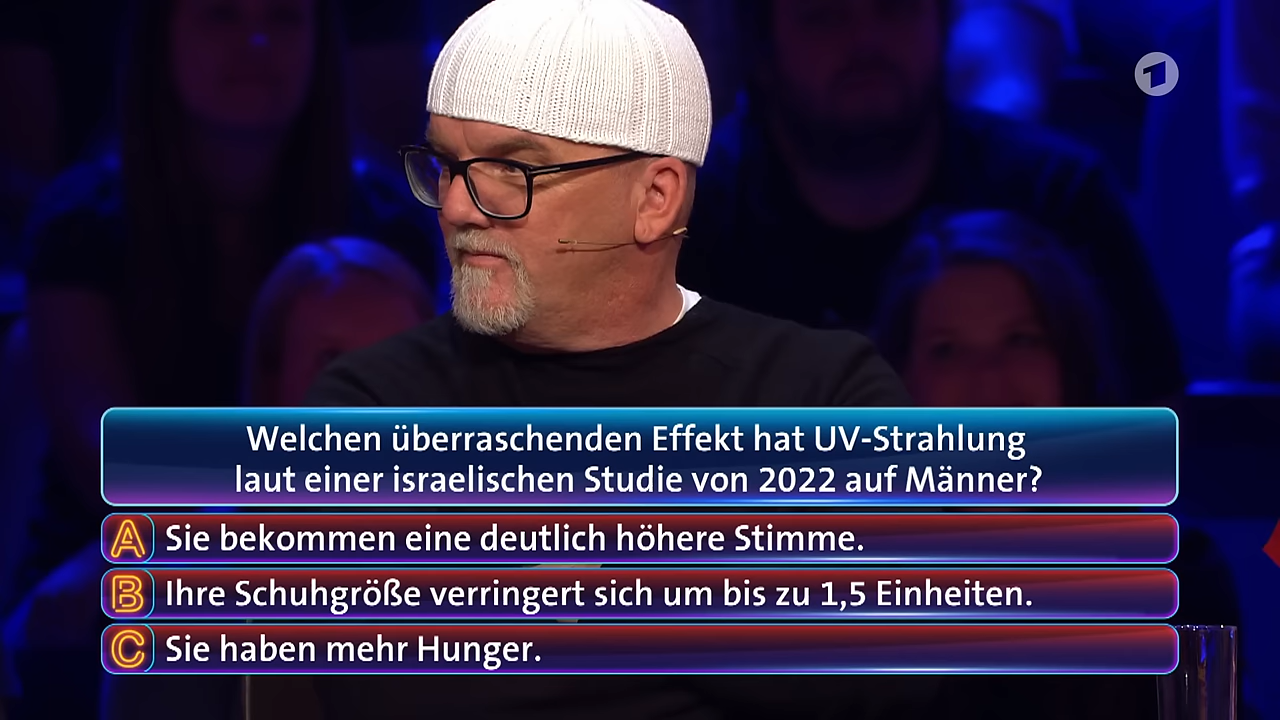 1
Welchen überraschenden Effekt hat UV-Strahlung
laut einer israelischen Studie von 2022 auf Männer?
A Sie bekommen eine deutlich höhere Stimme.
B Ihre Schuhgröße verringert sich um bis zu 1,5 Einheiten.
C Sie haben mehr Hunger.